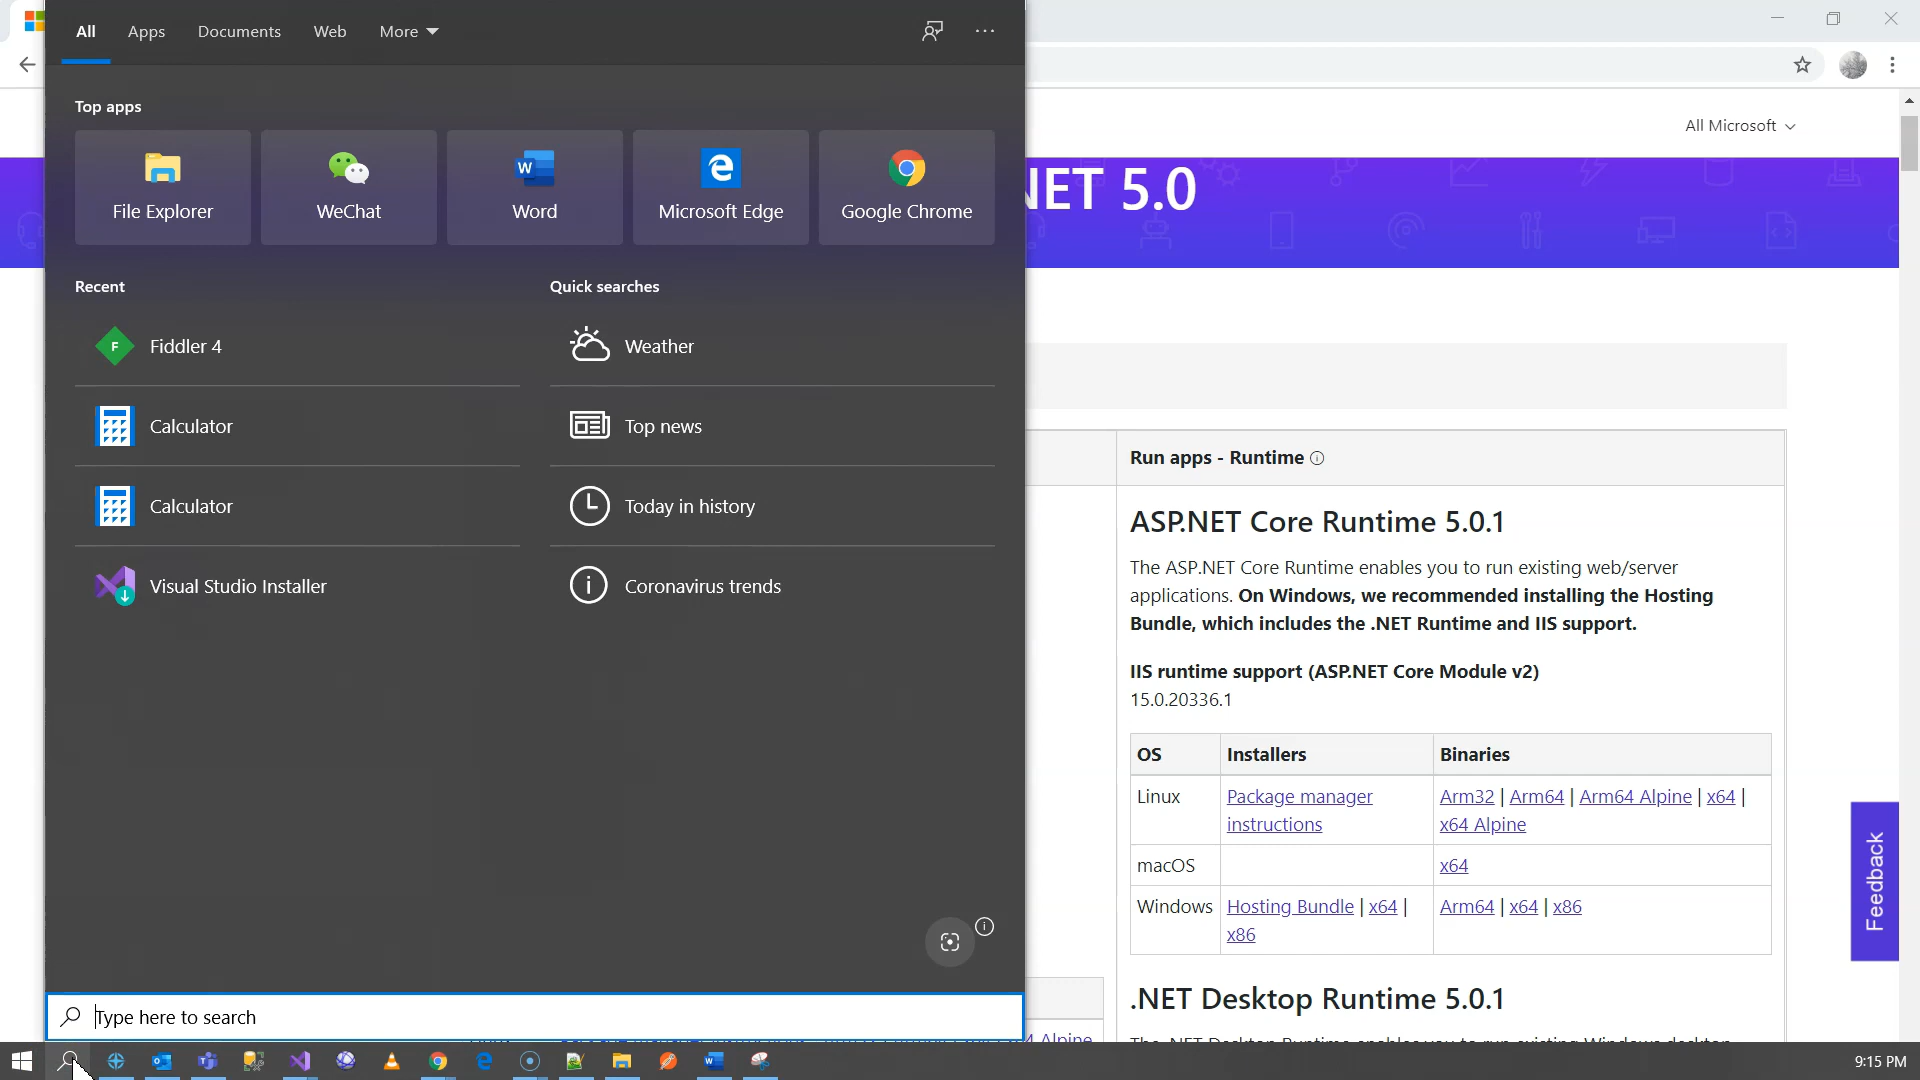 All Apps Documents Web More
Top apps
File Explorer WeChat Word Microsoft Edge Google Chrome
Recent
Fiddler 4
Calculator
Calculator
Visual Studio Installer
Quick searches
Weather
Top news
Today in history
Coronavirus trends
Type here to search
All Microsoft
NET 5.0
Run apps - Runtime
ASP.NET Core Runtime 5.0.1
The ASP.NET Core Runtime enables you to run existing web/server
applications. On Windows, we recommended installing the Hosting
Bundle, which includes the .NET Runtime and IIS support.
IIS runtime support (ASP.NET Core Module v2)
15.0.20336.1
OS Installers Binaries
Linux Package manager instructions Arm32 | Arm64 | Arm64 Alpine | x64 |
x64 Alpine
macOS x64
Windows Hosting Bundle | x64 | Arm64 | x64 | x86
x86
.NET Desktop Runtime 5.0.1
4 Alpine
Feedback
9:15 PM